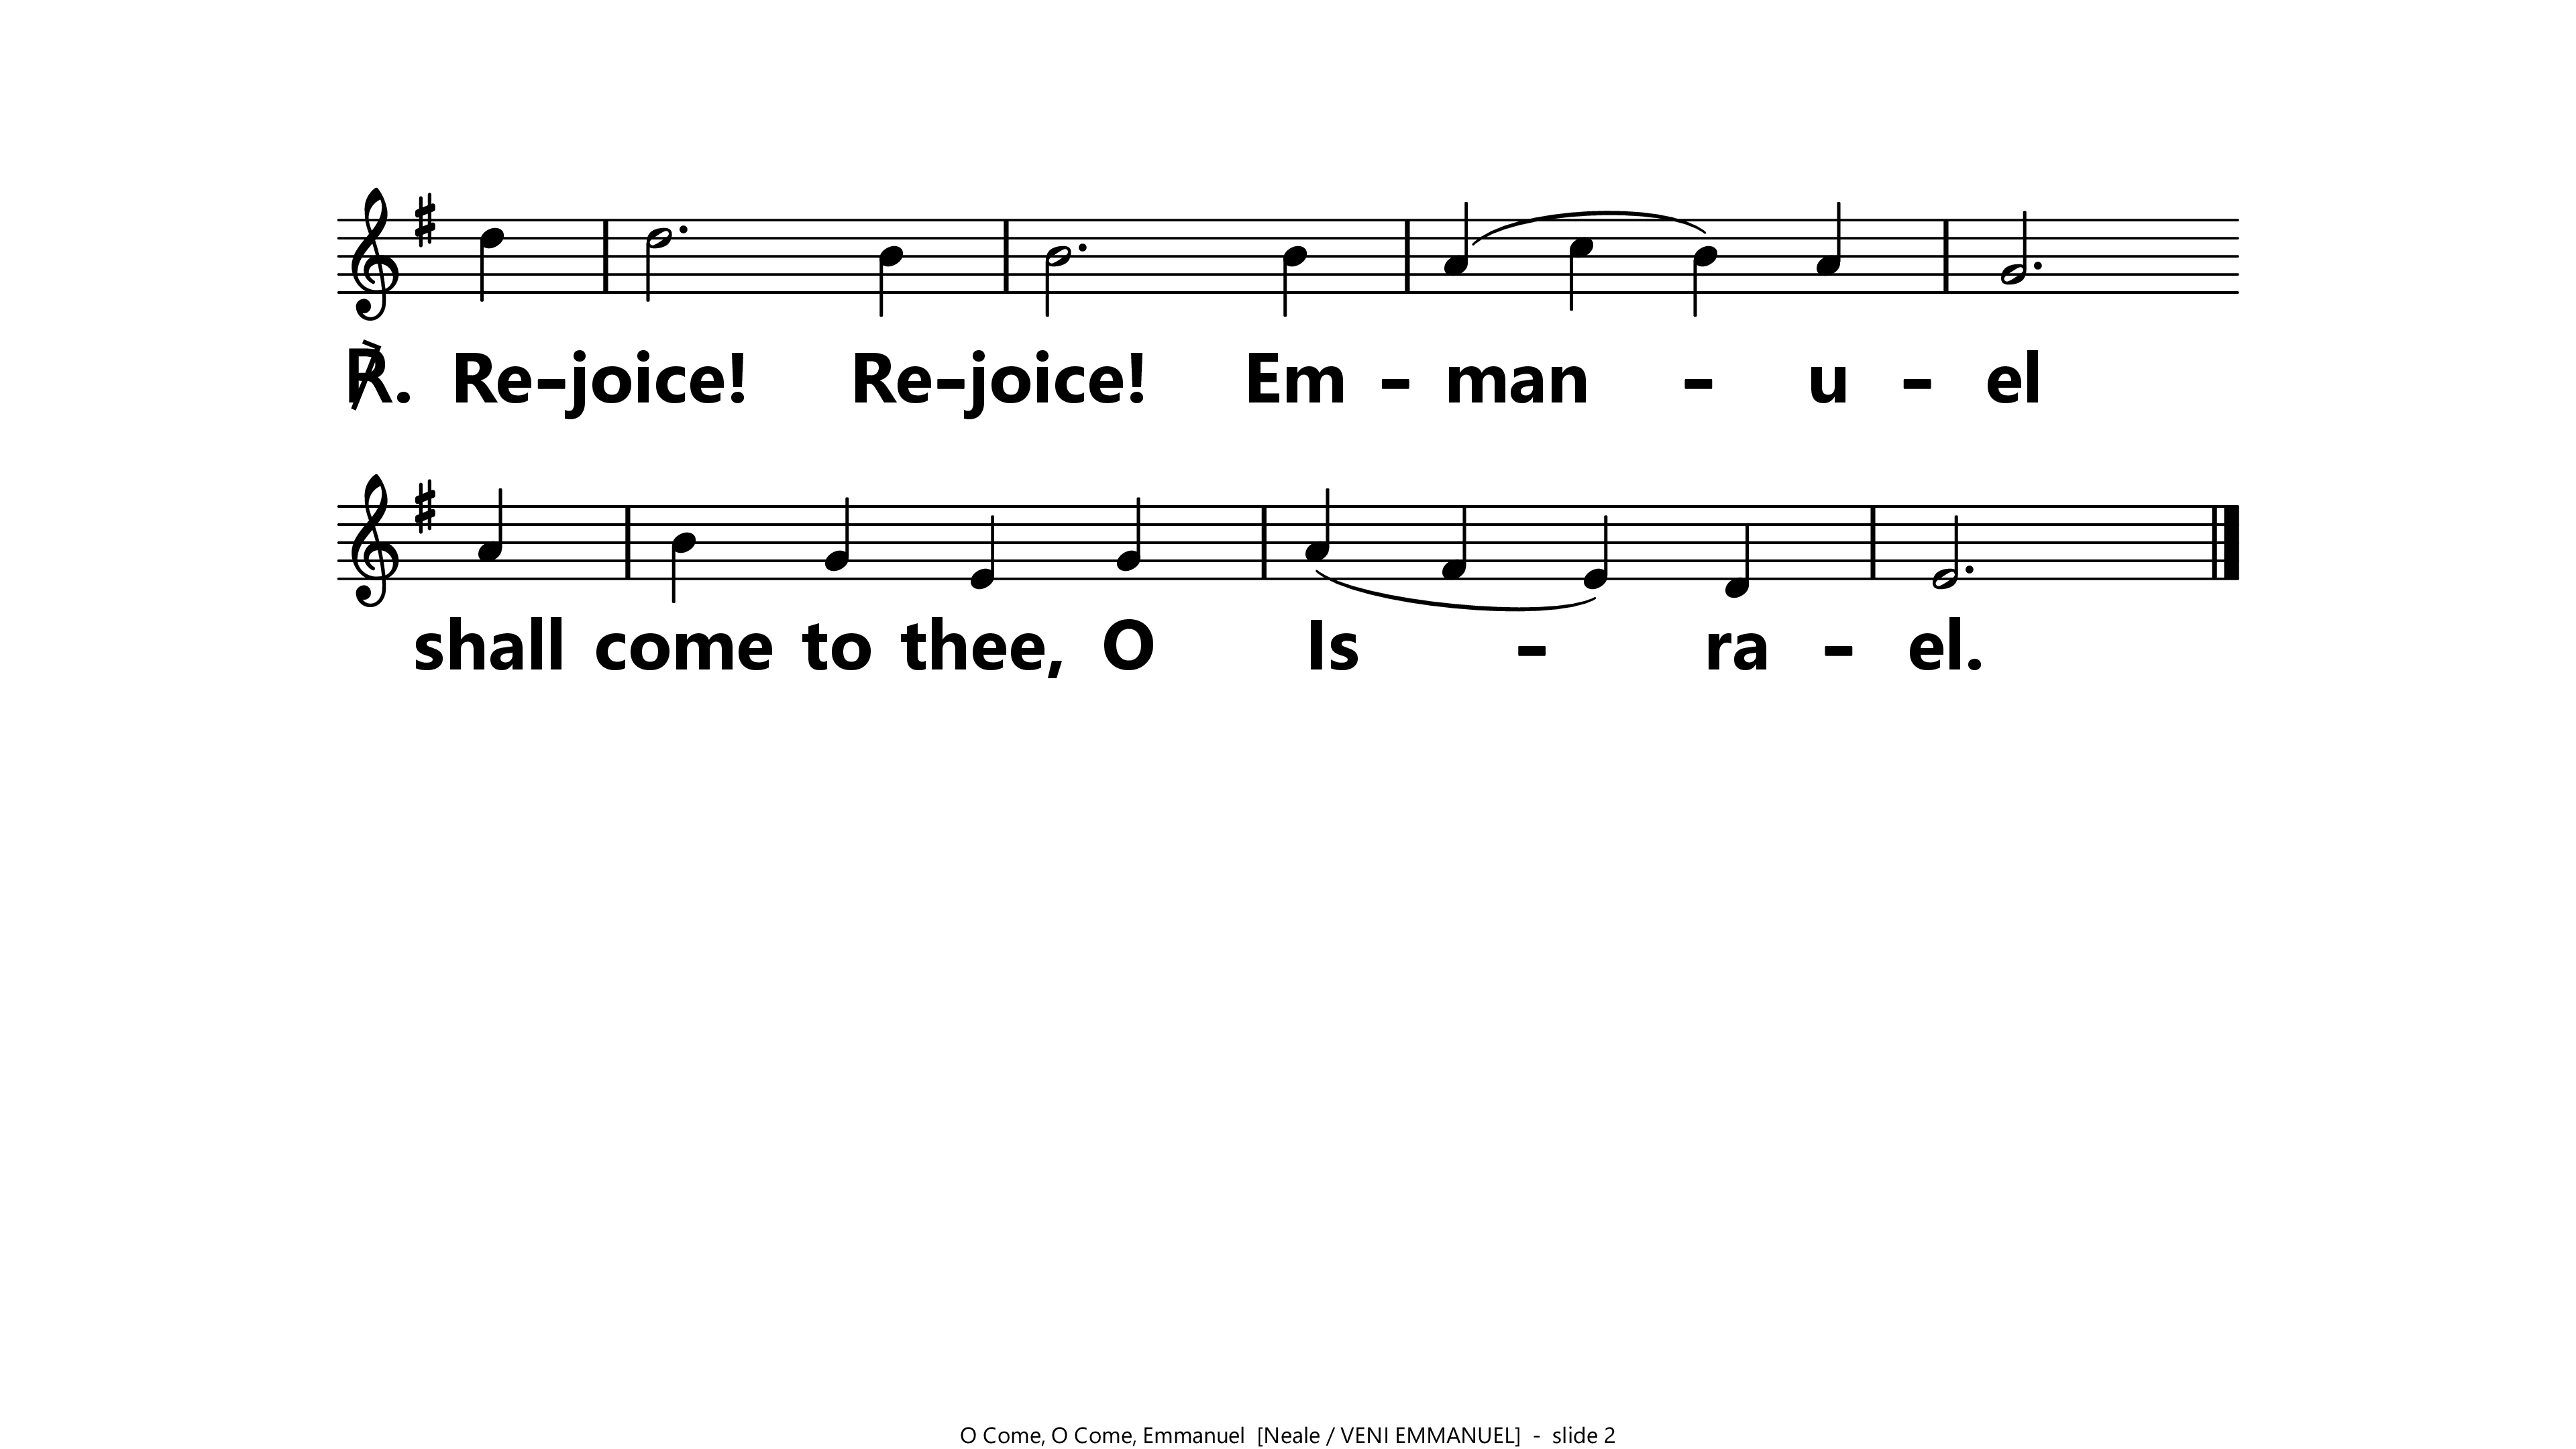 ℟. Re-joice! Re-joice! Em - man - u - el
shall come to thee, O Is - ra - el.
O Come, O Come, Emmanuel [Neale / VENI EMMANUEL] - slide 2